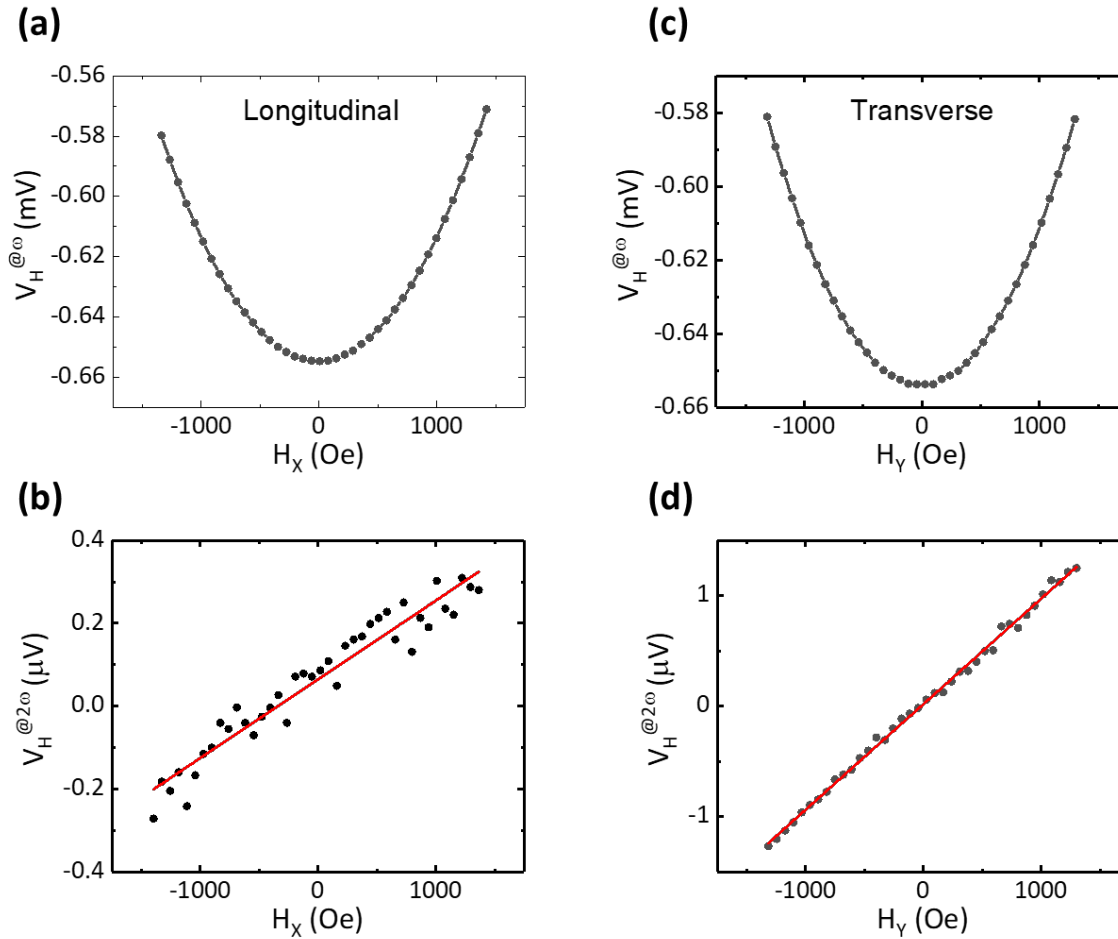 (a)
-0.56
-0.58
-0.60
-0.62
-0.64
-0.66
V_H^@ω (mV)
Longitudinal
-1000 0 1000
H_X (Oe)
(c)
-0.58
-0.60
-0.62
-0.64
-0.66
V_H^@ω (mV)
Transverse
-1000 0 1000
H_Y (Oe)
(b)
0.4
0.2
0.0
-0.2
-0.4
V_H^@2ω (μV)
-1000 0 1000
H_X (Oe)
(d)
1
0
-1
V_H^@2ω (μV)
-1000 0 1000
H_Y (Oe)